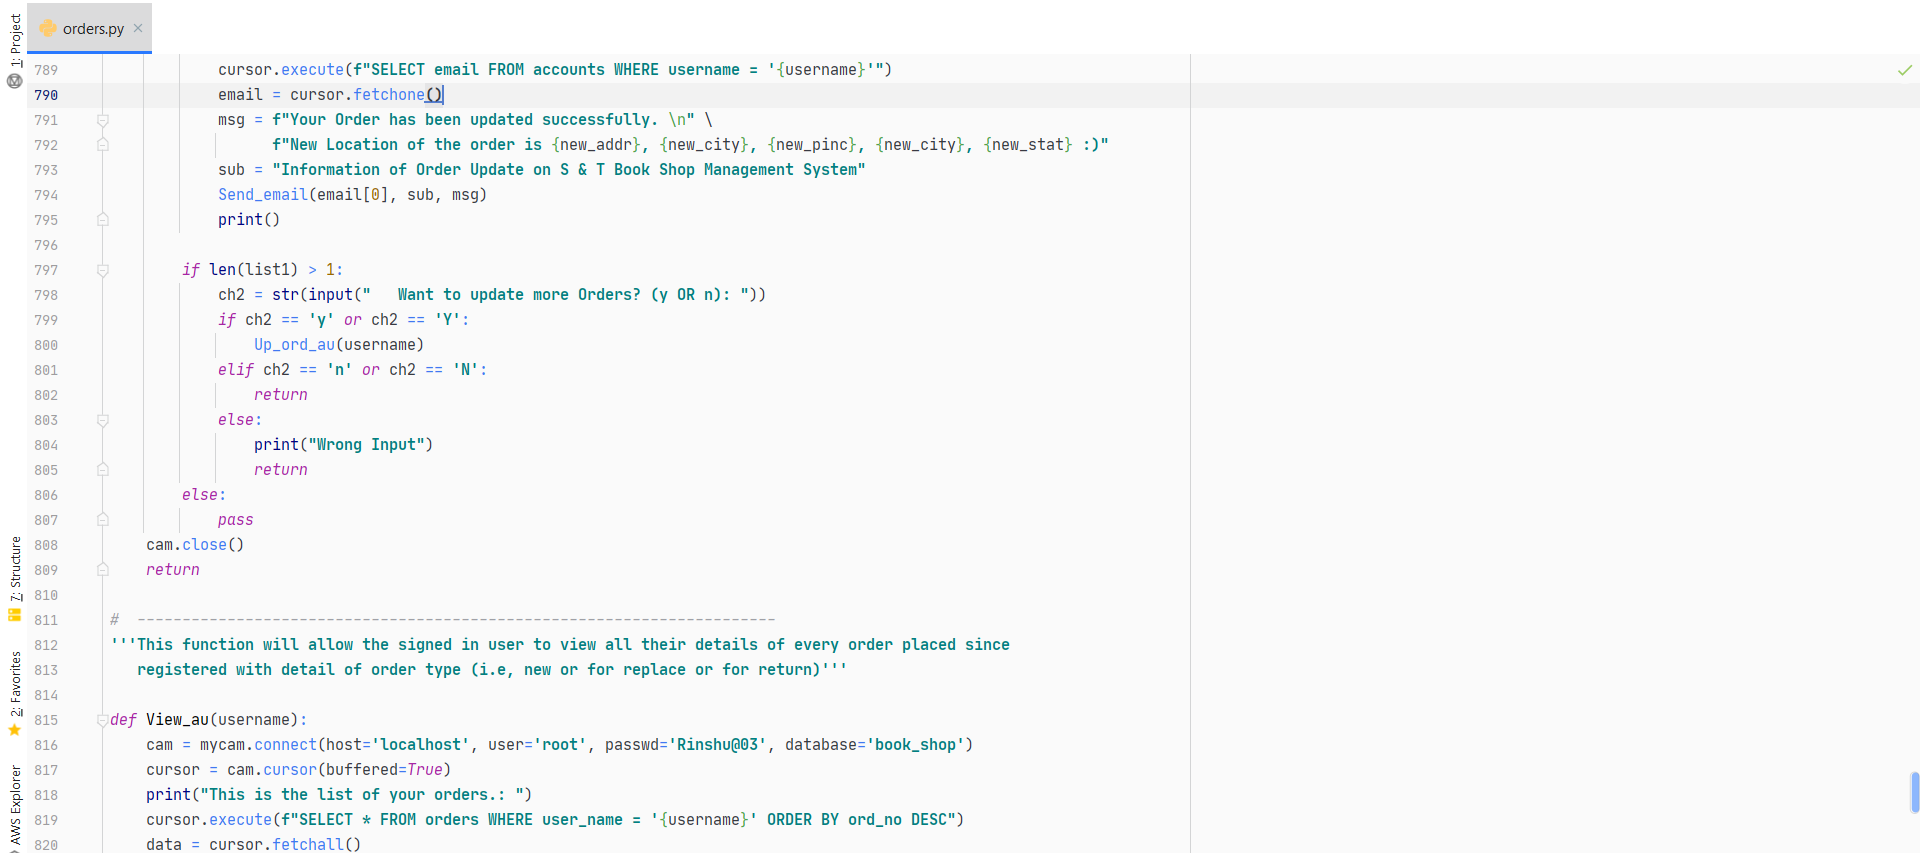 orders.py
1: Project
7: Structure
2: Favorites
AWS Explorer
789 cursor.execute(f"SELECT email FROM accounts WHERE username = '{username}'")
790 email = cursor.fetchone()
791 msg = f"Your Order has been updated successfully. \n" \
792 f"New Location of the order is {new_addr}, {new_city}, {new_pinc}, {new_city}, {new_stat} :)"
793 sub = "Information of Order Update on S & T Book Shop Management System"
794 Send_email(email[0], sub, msg)
795 print()
796
797 if len(list1) > 1:
798 ch2 = str(input("   Want to update more Orders? (y OR n): "))
799 if ch2 == 'y' or ch2 == 'Y':
800 Up_ord_au(username)
801 elif ch2 == 'n' or ch2 == 'N':
802 return
803 else:
804 print("Wrong Input")
805 return
806 else:
807 pass
808 cam.close()
809 return
810
811 # -----------------------------------------------------------------------
812 '''This function will allow the signed in user to view all their details of every order placed since
813 registered with detail of order type (i.e, new or for replace or for return)'''
814
815 def View_au(username):
816 cam = mycam.connect(host='localhost', user='root', passwd='Rinshu@03', database='book_shop')
817 cursor = cam.cursor(buffered=True)
818 print("This is the list of your orders.: ")
819 cursor.execute(f"SELECT * FROM orders WHERE user_name = '{username}' ORDER BY ord_no DESC")
820 data = cursor.fetchall()